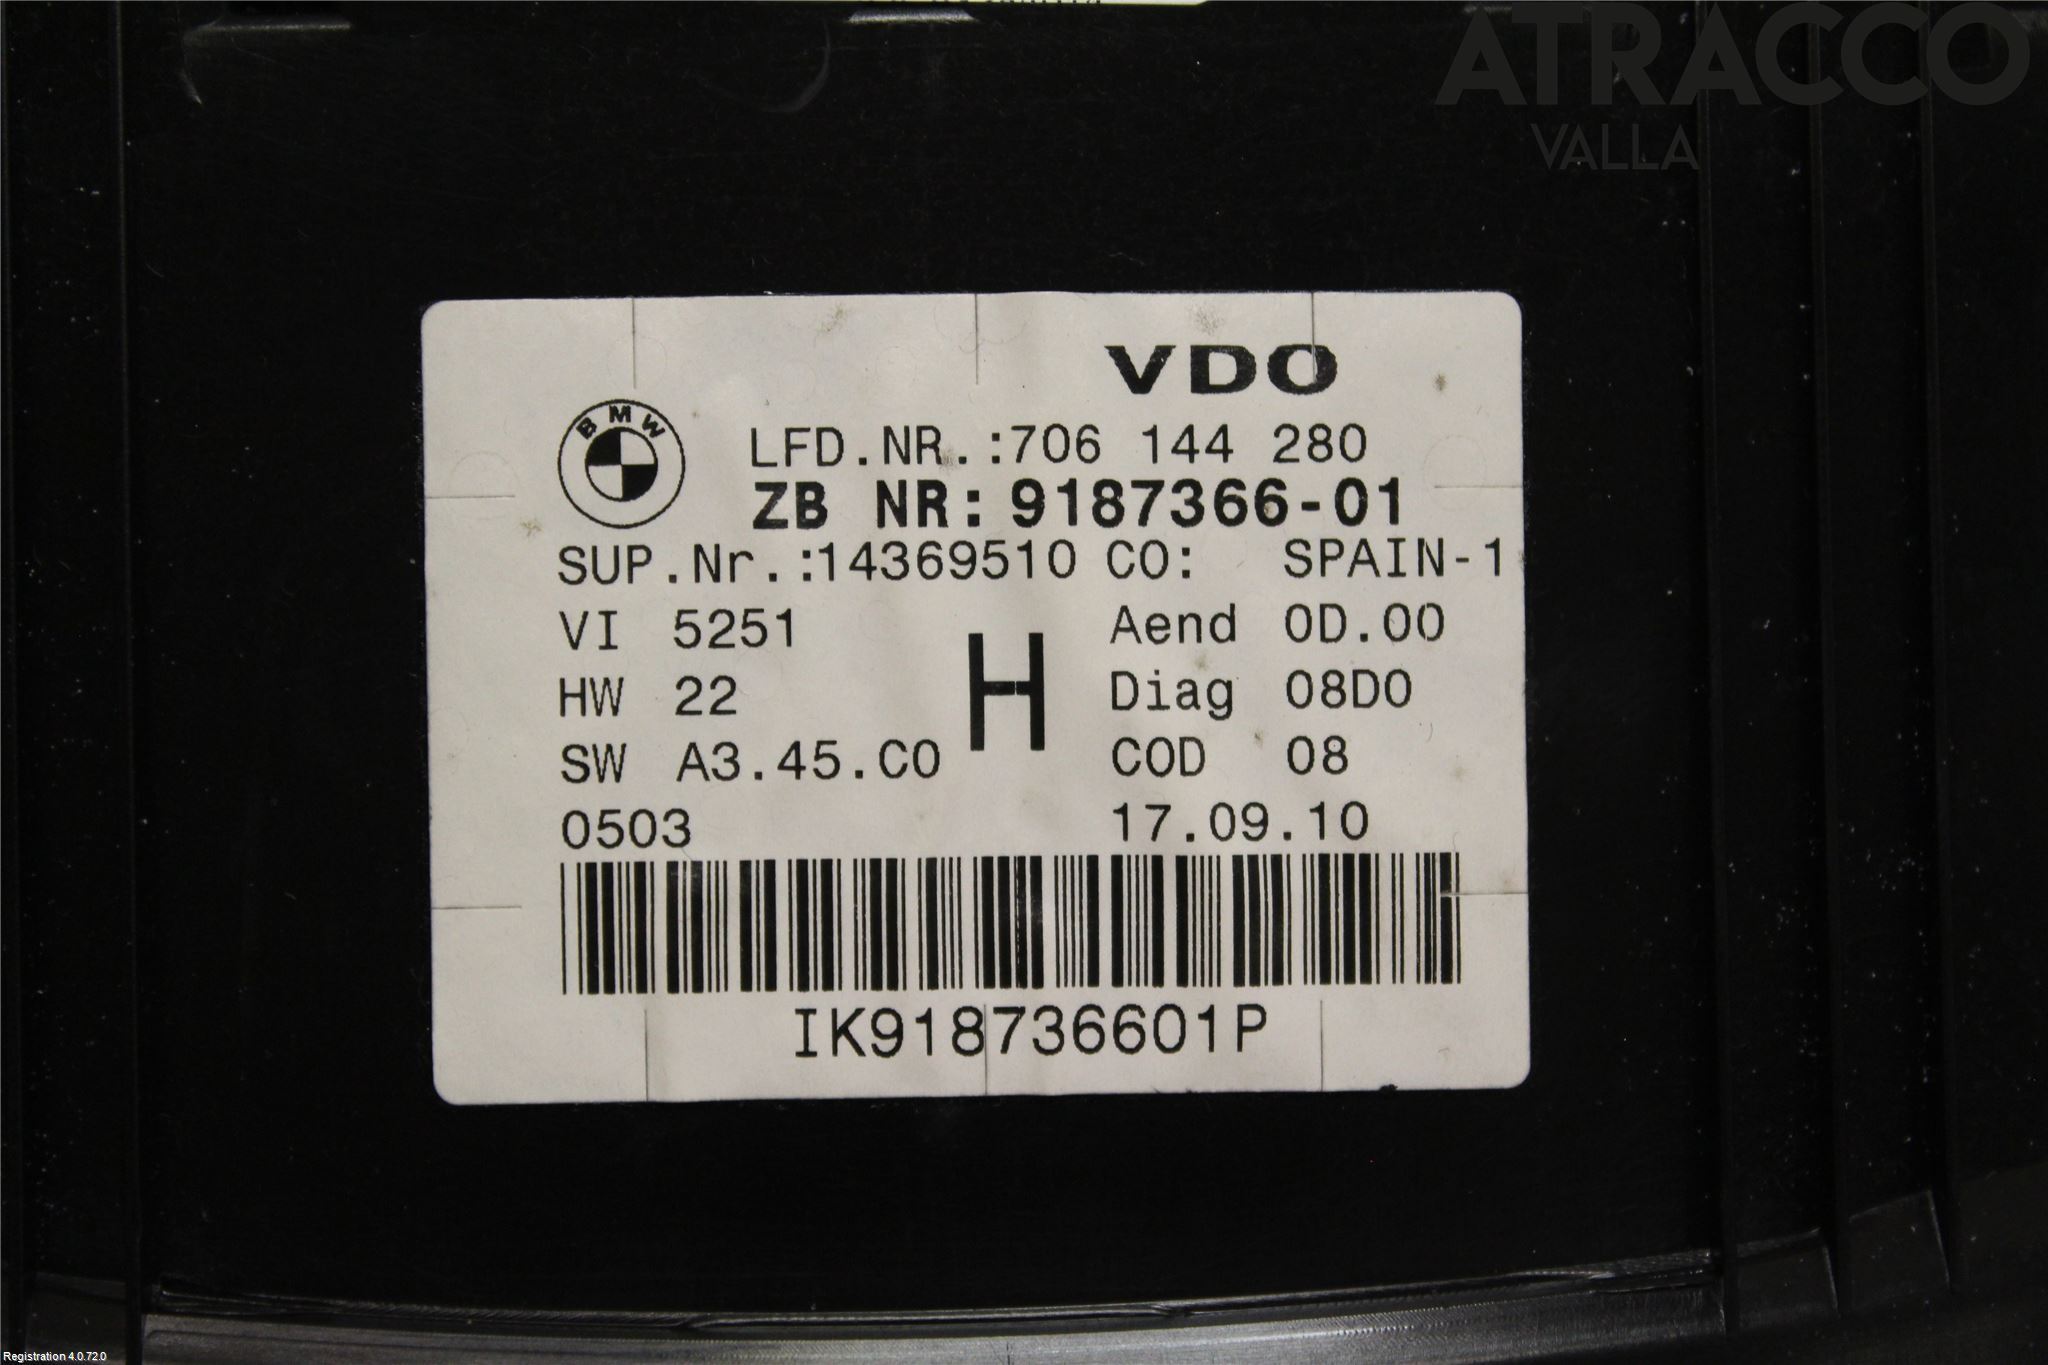 ATRACCO
VALLA
VDO
BMW
LFD.NR.:706 144 280
ZB NR: 9187366-01
SUP.Nr.:14369510 CO: SPAIN-1
VI 5251 Aend 0D.00
HW 22 H Diag 08D0
SW A3.45.C0 COD 08
0503 17.09.10
IK918736601P
Registration 4.0.72.0